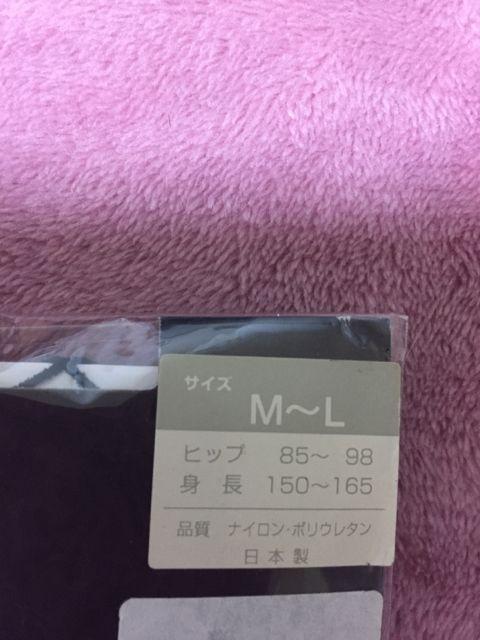 サイズ
M～L
ヒップ 85～ 98
身 長 150～165
品質 ナイロン・ポリウレタン
日本製